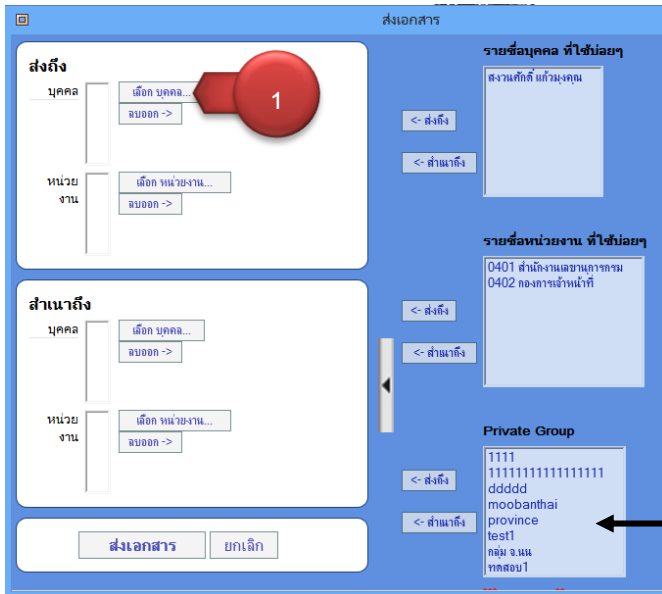 ส่งเอกสาร
ส่งถึง
บุคคล
เลือก บุคคล...
ลบออก ->
1
หน่วย
งาน
เลือก หน่วยงาน...
ลบออก ->
สำเนาถึง
บุคคล
เลือก บุคคล...
ลบออก ->
หน่วย
งาน
เลือก หน่วยงาน...
ลบออก ->
ส่งเอกสาร ยกเลิก
รายชื่อบุคคล ที่ใช้บ่อยๆ
สงวนศักดิ์ แก้วมุงคุณ
<- ส่งถึง
<- สำเนาถึง
รายชื่อหน่วยงาน ที่ใช้บ่อยๆ
0401 สำนักงานเลขานุการกรม
0402 กองการเจ้าหน้าที่
<- ส่งถึง
<- สำเนาถึง
Private Group
1111
11111111111111111
ddddd
moobanthai
province
test1
กลุ่ม จ.นน
ทดสอบ1
<- ส่งถึง
<- สำเนาถึง